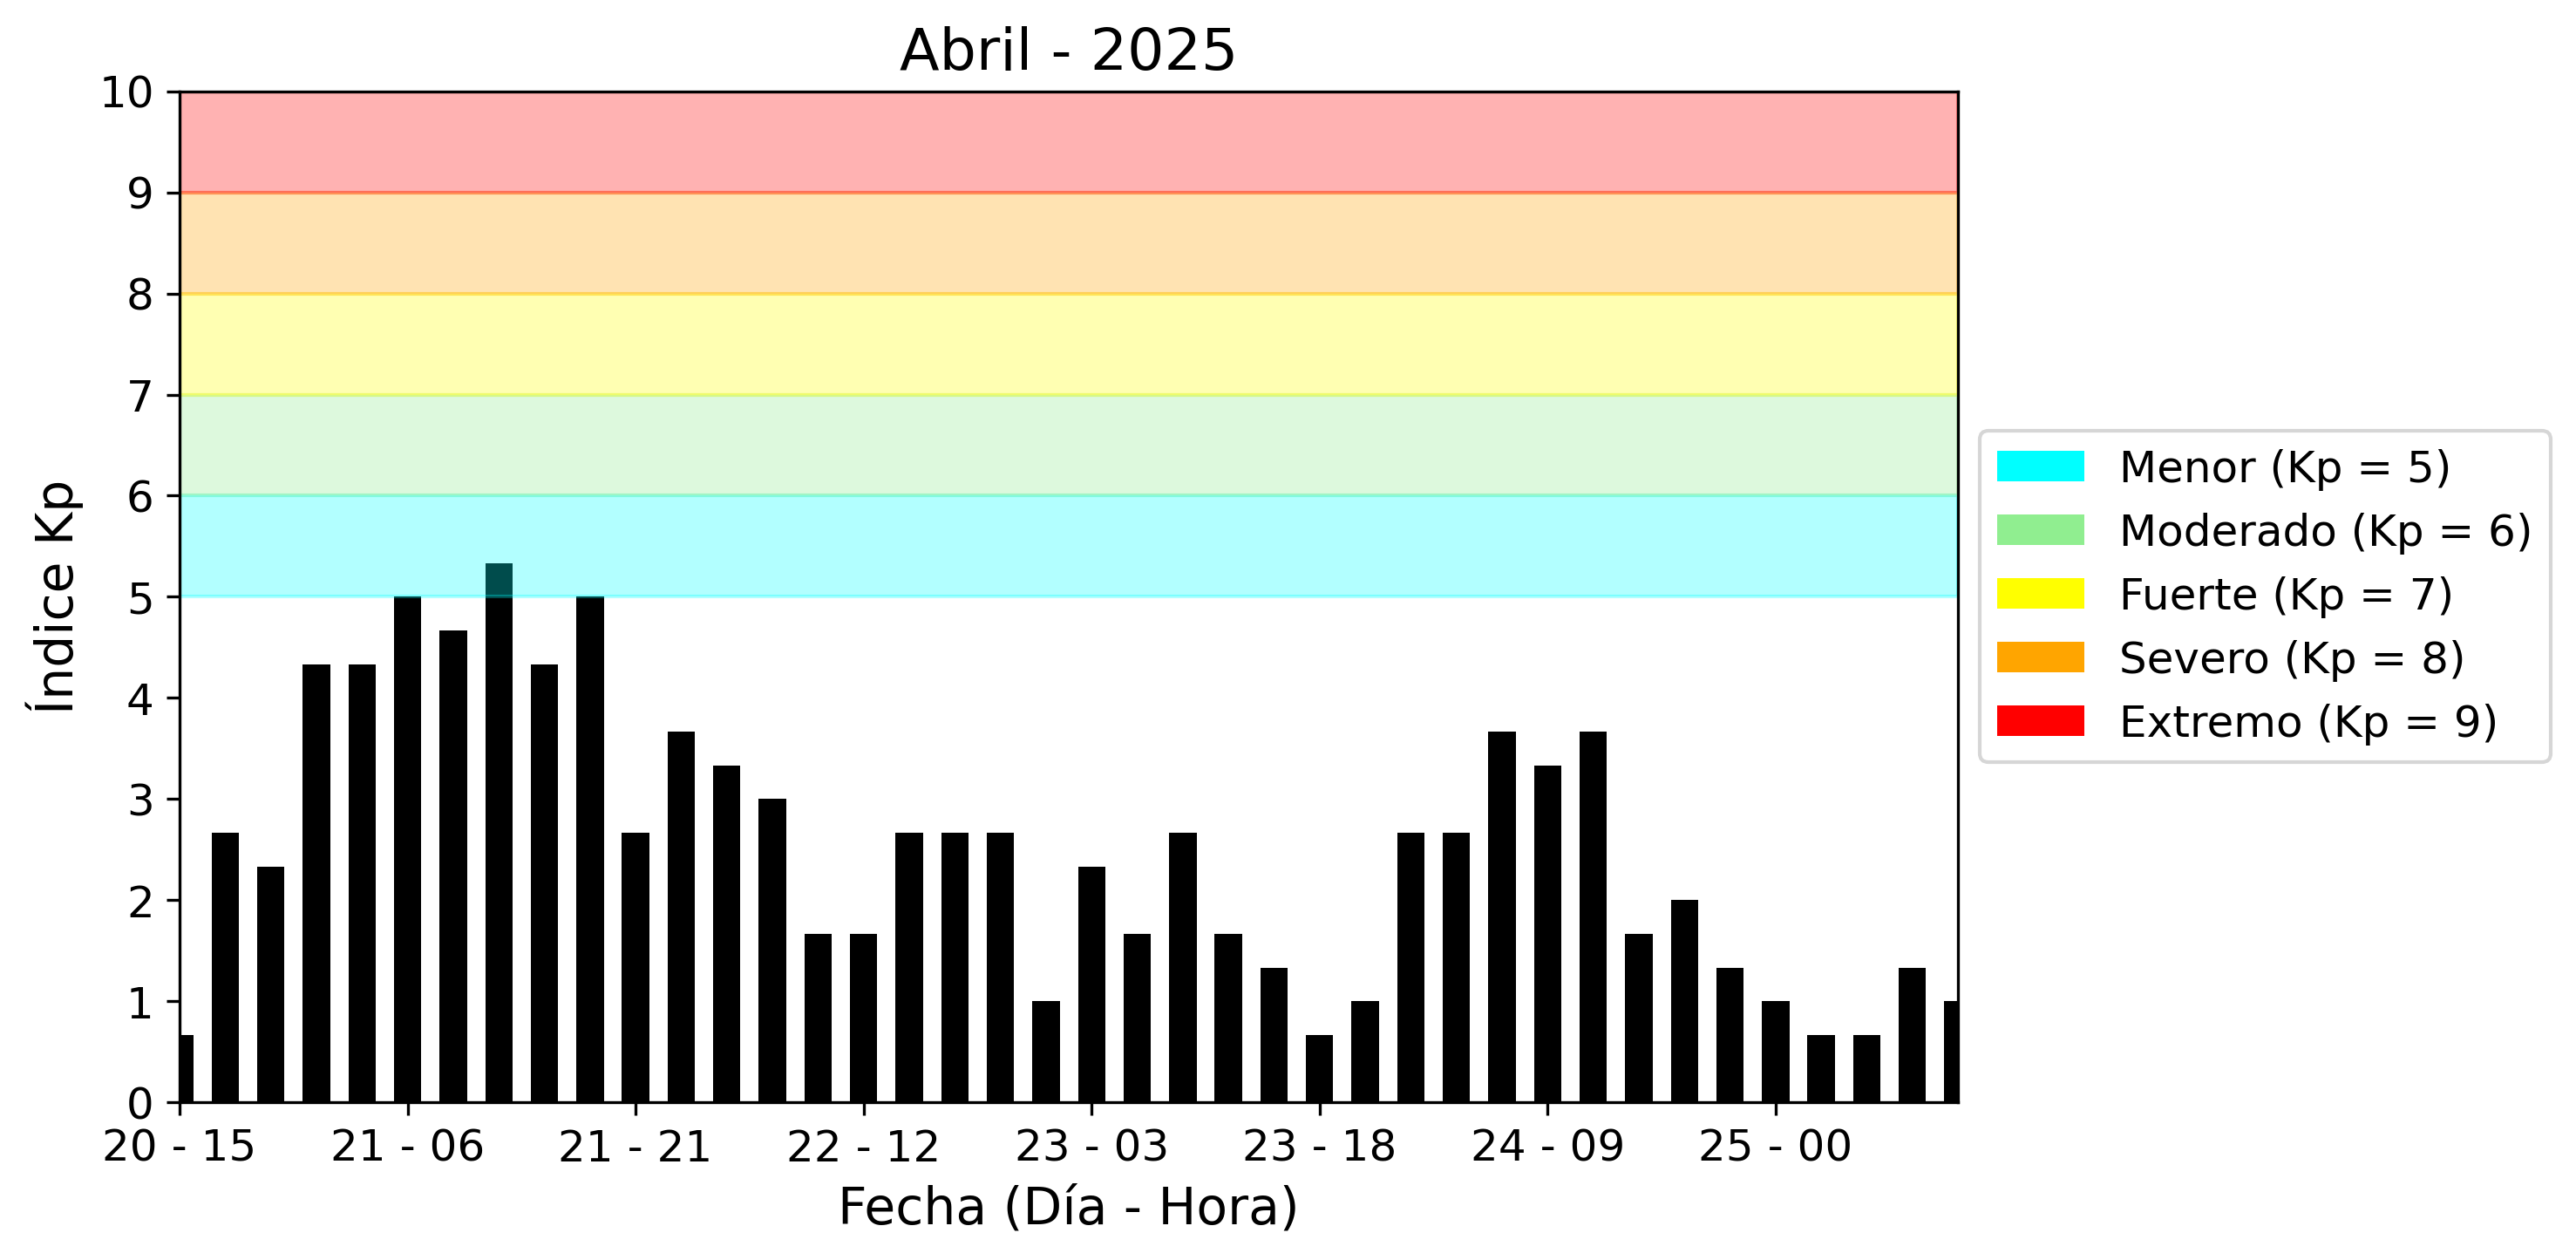 Abril - 2025
10
9
8
7
6
5
4
3
2
1
0
Índice Kp
20 - 15
21 - 06
21 - 21
22 - 12
23 - 03
23 - 18
24 - 09
25 - 00
Fecha (Día - Hora)
Menor (Kp = 5)
Moderado (Kp = 6)
Fuerte (Kp = 7)
Severo (Kp = 8)
Extremo (Kp = 9)